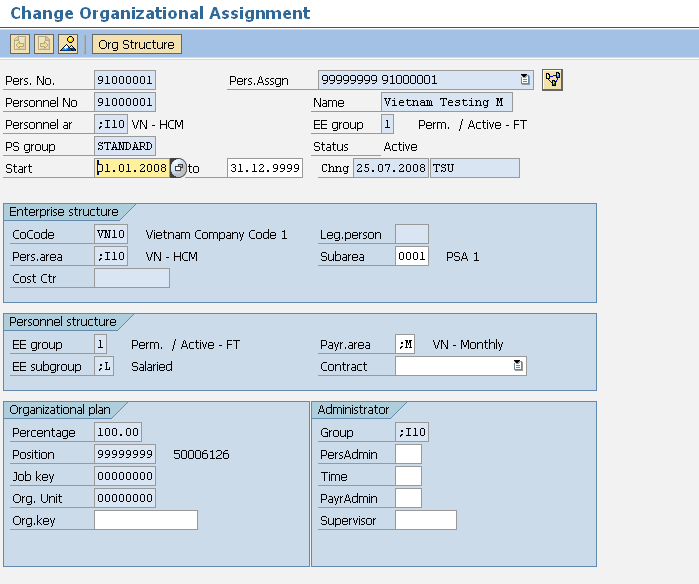 Change Organizational Assignment
Org Structure
Pers. No. 91000001 Pers.Assgn 99999999 91000001
Personnel No 91000001 Name Vietnam Testing M
Personnel ar ;I10 VN - HCM EE group 1 Perm. / Active - FT
PS group STANDARD Status Active
Start 01.01.2008 to 31.12.9999 Chng 25.07.2008 TSU
Enterprise structure
CoCode VN10 Vietnam Company Code 1 Leg.person
Pers.area ;I10 VN - HCM Subarea 0001 PSA 1
Cost Ctr
Personnel structure
EE group 1 Perm. / Active - FT Payr.area ;M VN - Monthly
EE subgroup ;L Salaried Contract
Organizational plan
Percentage 100.00
Position 99999999 50006126
Job key 00000000
Org. Unit 00000000
Org.key
Administrator
Group ;I10
PersAdmin
Time
PayrAdmin
Supervisor